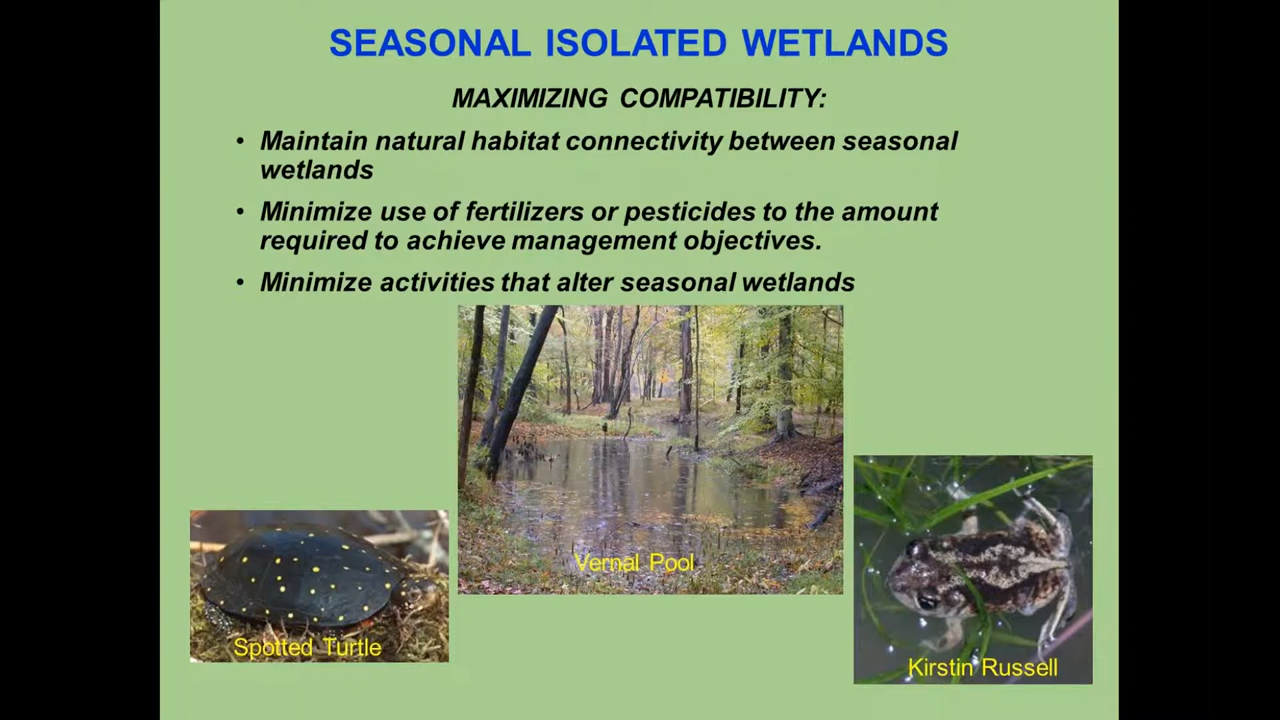 SEASONAL ISOLATED WETLANDS
MAXIMIZING COMPATIBILITY:
• Maintain natural habitat connectivity between seasonal
wetlands
• Minimize use of fertilizers or pesticides to the amount
required to achieve management objectives.
• Minimize activities that alter seasonal wetlands
Vernal Pool
Spotted Turtle
Kirstin Russell